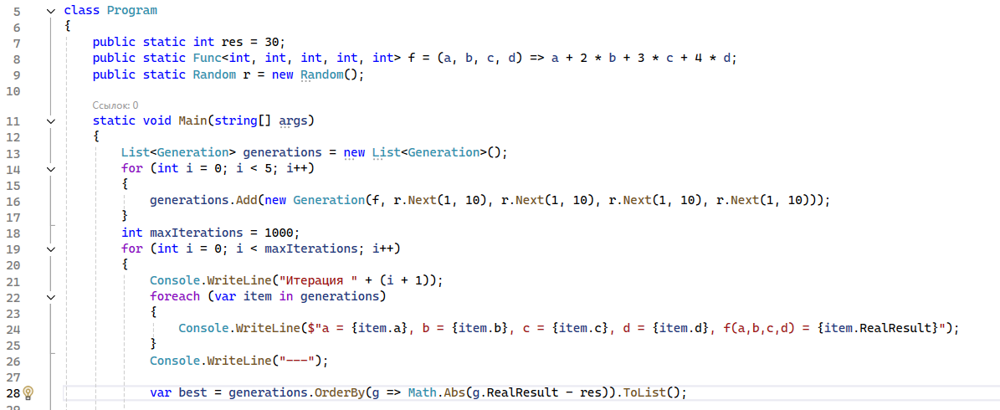 5 class Program
6 {
7 public static int res = 30;
8 public static Func<int, int, int, int, int> f = (a, b, c, d) => a + 2 * b + 3 * c + 4 * d;
9 public static Random r = new Random();
10
Ссылок: 0
11 static void Main(string[] args)
12 {
13 List<Generation> generations = new List<Generation>();
14 for (int i = 0; i < 5; i++)
15 {
16 generations.Add(new Generation(f, r.Next(1, 10), r.Next(1, 10), r.Next(1, 10), r.Next(1, 10)));
17 }
18 int maxIterations = 1000;
19 for (int i = 0; i < maxIterations; i++)
20 {
21 Console.WriteLine("Итерация " + (i + 1));
22 foreach (var item in generations)
23 {
24 Console.WriteLine($"a = {item.a}, b = {item.b}, c = {item.c}, d = {item.d}, f(a,b,c,d) = {item.RealResult}");
25 }
26 Console.WriteLine("---");
27
28 var best = generations.OrderBy(g => Math.Abs(g.RealResult - res)).ToList();